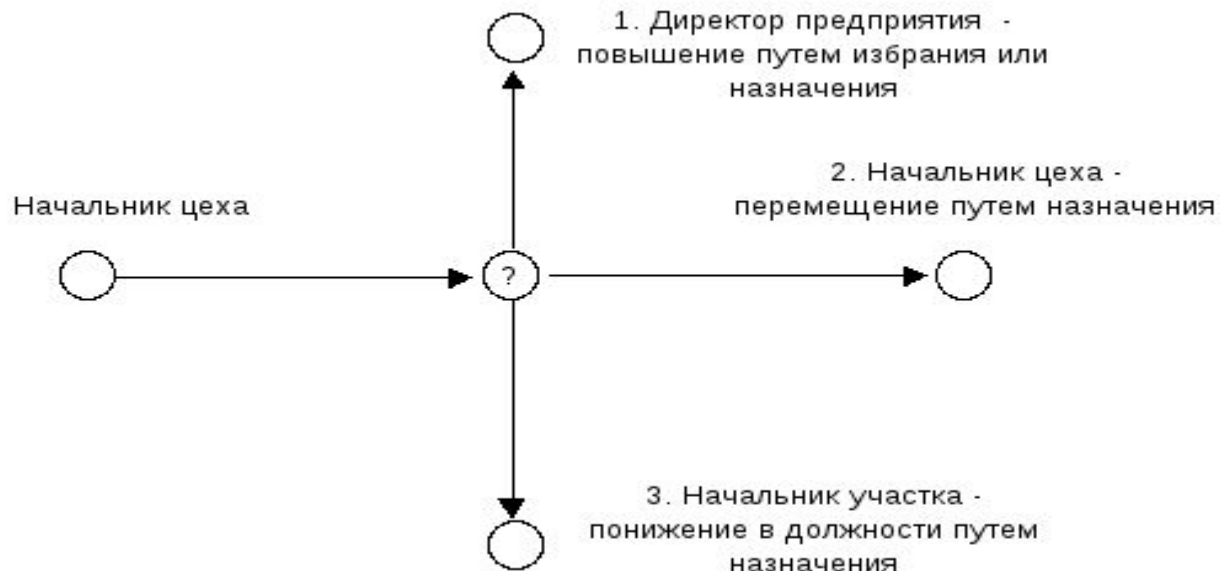 1. Директор предприятия -
повышение путем избрания или
назначения
2. Начальник цеха -
перемещение путем назначения
Начальник цеха
?
3. Начальник участка -
понижение в должности путем
назначения